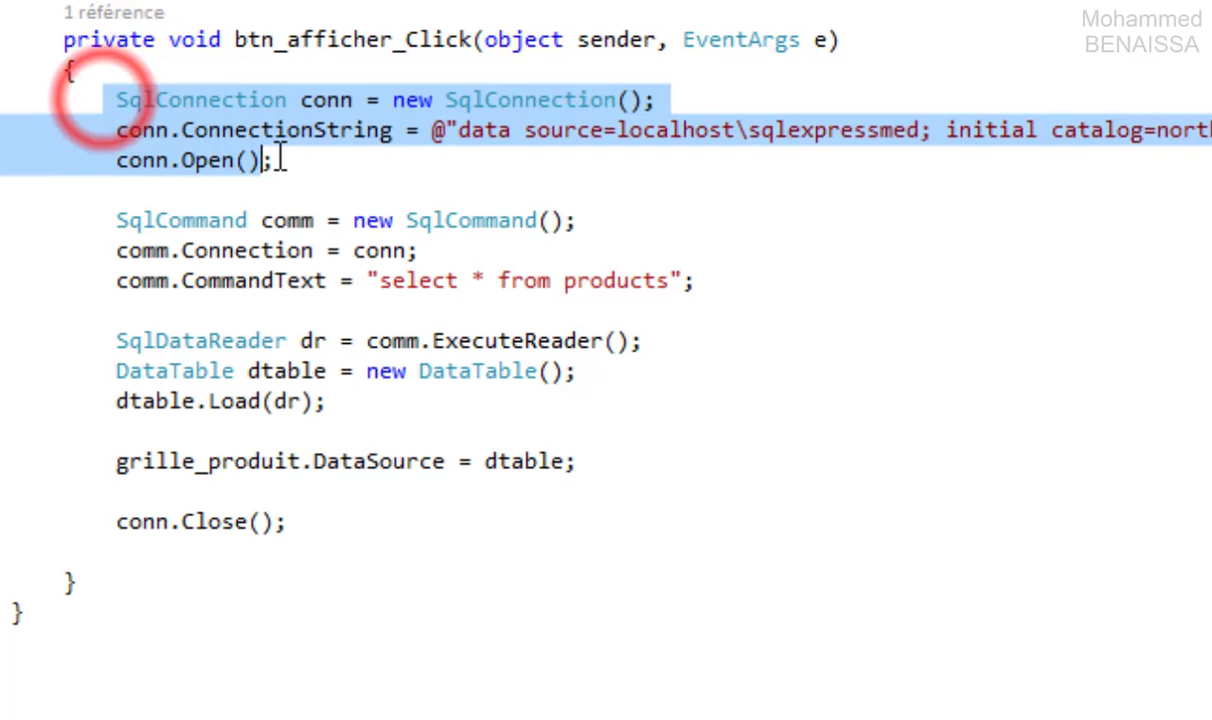 1 référence
Mohammed
BENAISSA
private void btn_afficher_Click(object sender, EventArgs e)
{
SqlConnection conn = new SqlConnection();
conn.ConnectionString = @"data source=localhost\sqlexpressmed; initial catalog=nort
conn.Open();
SqlCommand comm = new SqlCommand();
comm.Connection = conn;
comm.CommandText = "select * from products";
SqlDataReader dr = comm.ExecuteReader();
DataTable dtable = new DataTable();
dtable.Load(dr);
grille_produit.DataSource = dtable;
conn.Close();
}
}